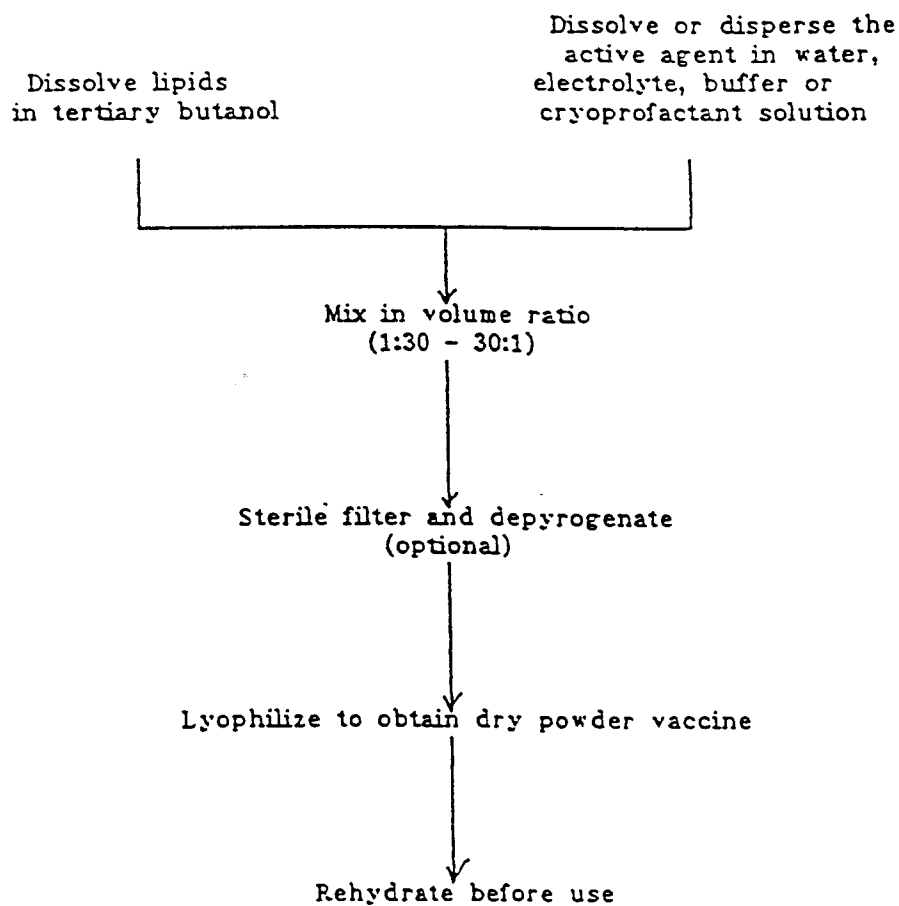 Dissolve lipids
in tertiary butanol
Dissolve or disperse the
active agent in water,
electrolyte, buffer or
cryoprofactant solution
Mix in volume ratio
(1:30 - 30:1)
Sterile filter and depyrogenate
(optional)
Lyophilize to obtain dry powder vaccine
Rehydrate before use